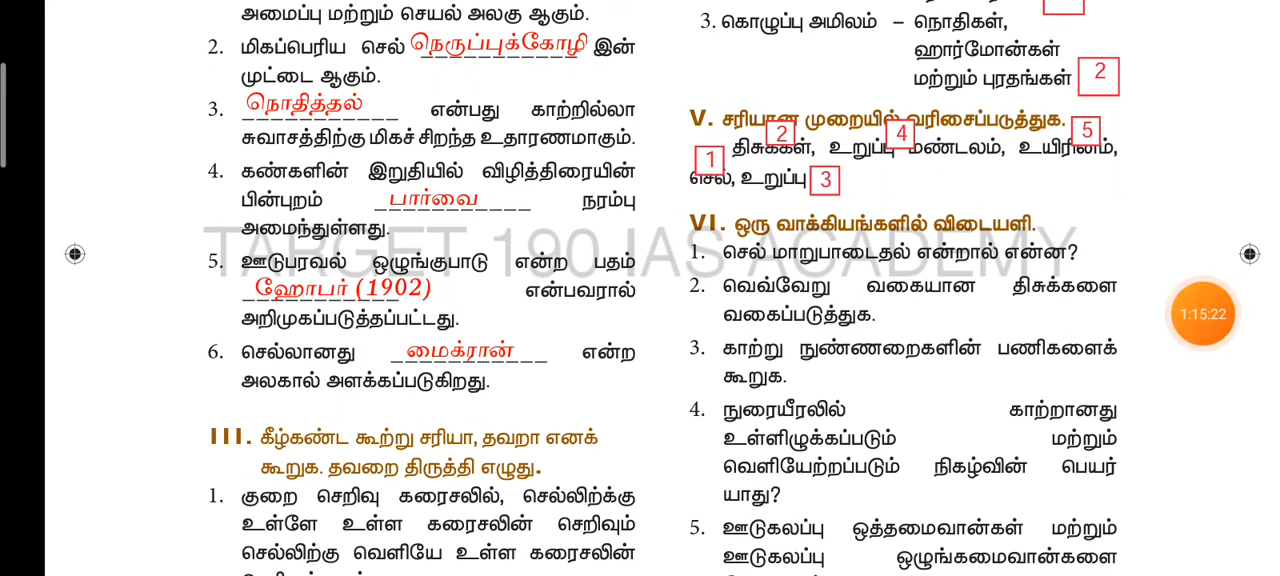 அமைப்பு மற்றும் செயல் அலகு ஆகும்.
2. மிகப்பெரிய செல் நெருப்புக்கோழி இன்
முட்டை ஆகும்.
3. நொதித்தல் என்பது காற்றில்லா
சுவாசத்திற்கு மிகச் சிறந்த உதாரணமாகும்.
4. கண்களின் இறுதியில் விழித்திரையின்
பின்புறம் பார்வை நரம்பு
அமைந்துள்ளது.
5. ஊடுபரவல் ஒழுங்குபாடு என்ற பதம்
ஹோபர் (1902) என்பவரால்
அறிமுகப்படுத்தப்பட்டது.
6. செல்லானது மைக்ரான் என்ற
அலகால் அளக்கப்படுகிறது.
III. கீழ்கண்ட கூற்று சரியா, தவறா எனக்
கூறுக. தவறை திருத்தி எழுது.
1. குறை செறிவு கரைசலில், செல்லிற்க்கு
உள்ளே உள்ள கரைசலின் செறிவும்
செல்லிற்கு வெளியே உள்ள கரைசலின்
3. கொழுப்பு அமிலம் – நொதிகள்,
ஹார்மோன்கள்
மற்றும் புரதங்கள் 2
V. சரியான முறையில் வரிசைப்படுத்துக.
2 4 5
1 திசுக்கள், உறுப்பு மண்டலம், உயிரினம்,
செல், உறுப்பு 3
VI. ஒரு வாக்கியங்களில் விடையளி.
1. செல் மாறுபாடைதல் என்றால் என்ன?
2. வெவ்வேறு வகையான திசுக்களை
வகைப்படுத்துக.
3. காற்று நுண்ணறைகளின் பணிகளைக்
கூறுக.
4. நுரையீரலில் காற்றானது
உள்ளிழுக்கப்படும் மற்றும்
வெளியேற்றப்படும் நிகழ்வின் பெயர்
யாது?
5. ஊடுகலப்பு ஒத்தமைவான்கள் மற்றும்
ஊடுகலப்பு ஒழுங்கமைவான்களை
TARGET 190 IAS ACADEMY
1:15:22